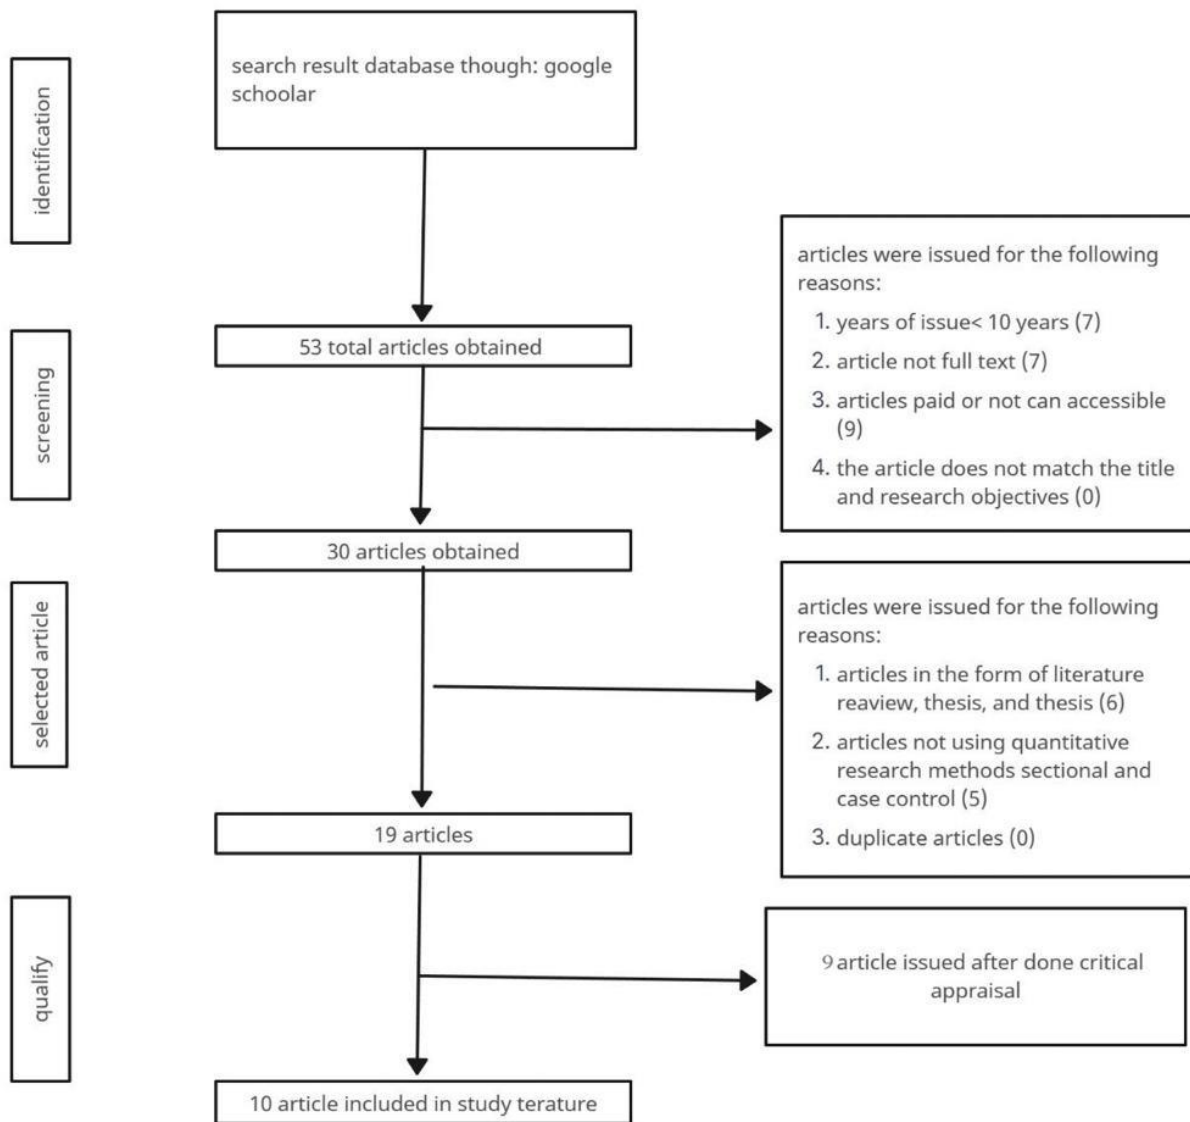 identification
search result database though: google
schoolar
53 total articles obtained
screening
articles were issued for the following
reasons:
1. years of issue< 10 years (7)
2. article not full text (7)
3. articles paid or not can accessible
(9)
4. the article does not match the title
and research objectives (0)
30 articles obtained
selected article
articles were issued for the following
reasons:
1. articles in the form of literature
reaview, thesis, and thesis (6)
2. articles not using quantitative
research methods sectional and
case control (5)
3. duplicate articles (0)
19 articles
qualify
9 article issued after done critical
appraisal
10 article included in study terature